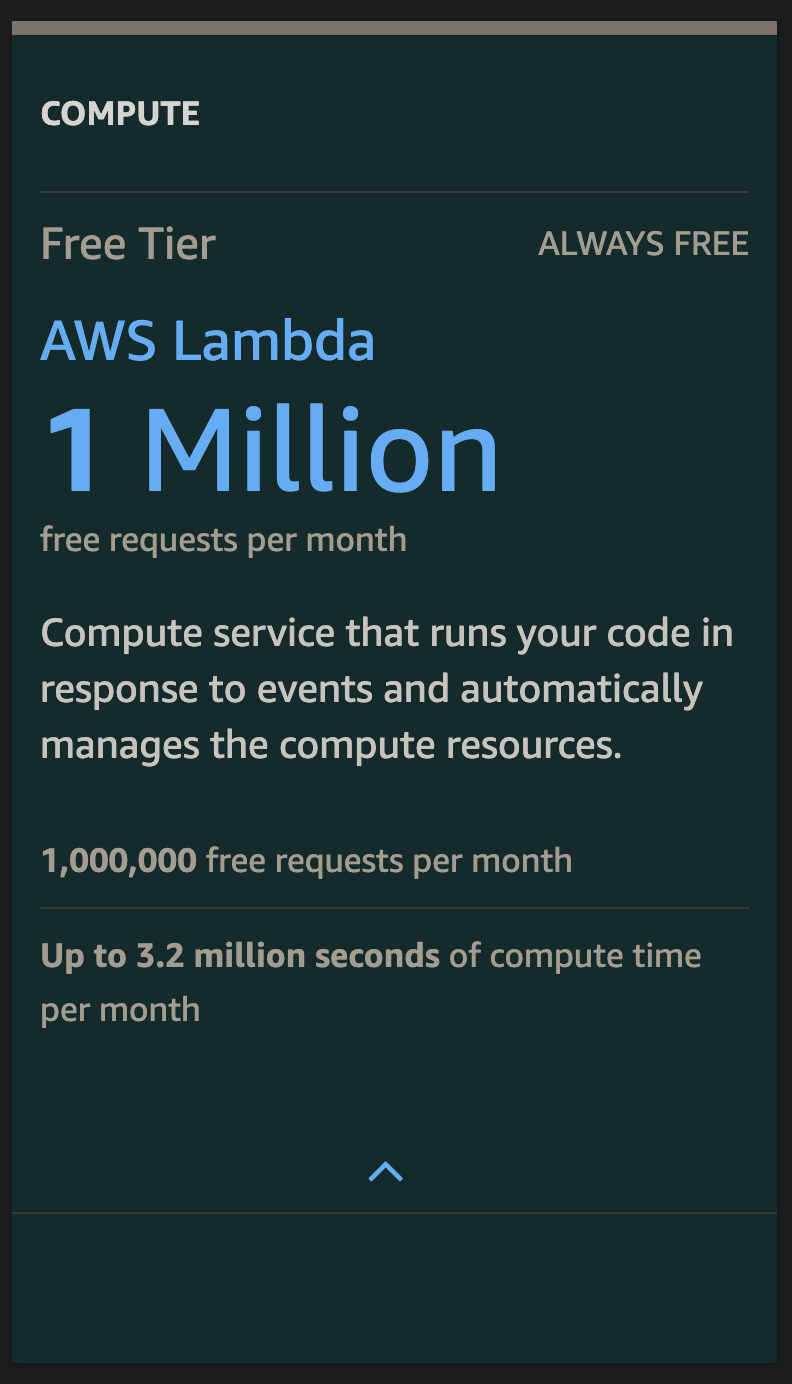 COMPUTE
Free Tier
ALWAYS FREE
AWS Lambda
1 Million
free requests per month
Compute service that runs your code in
response to events and automatically
manages the compute resources.
1,000,000 free requests per month
Up to 3.2 million seconds of compute time
per month